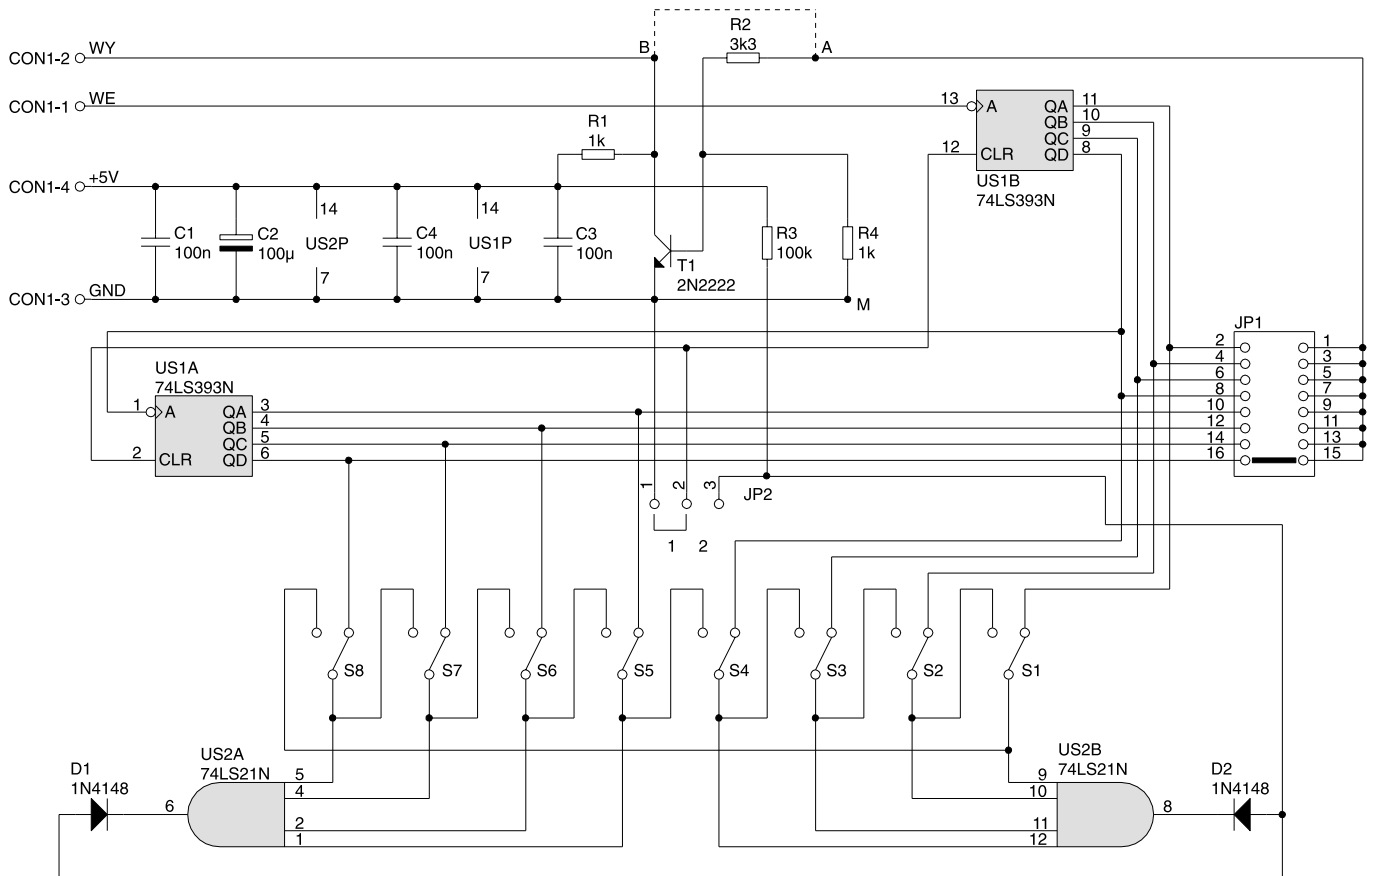 CON1-2 WY
B
R2
3k3
A
CON1-1 WE
R1
1k
13 A QA 11
QB 10
QC 9
12 CLR QD 8
US1B
74LS393N
CON1-4 +5V
C1
100n
C2
100µ
14
US2P
7
C4
100n
14
US1P
7
C3
100n
T1
2N2222
R3
100k
R4
1k
CON1-3 GND
M
JP1
2 1
4 3
6 5
8 7
10 9
12 11
14 13
16 15
US1A
74LS393N
1 A QA 3
QB 4
QC 5
2 CLR QD 6
1 2 3 JP2
1 2
S8 S7 S6 S5 S4 S3 S2 S1
US2A
74LS21N
5
4
2
1
6
D1
1N4148
US2B
74LS21N
9
10
11
12
8
D2
1N4148